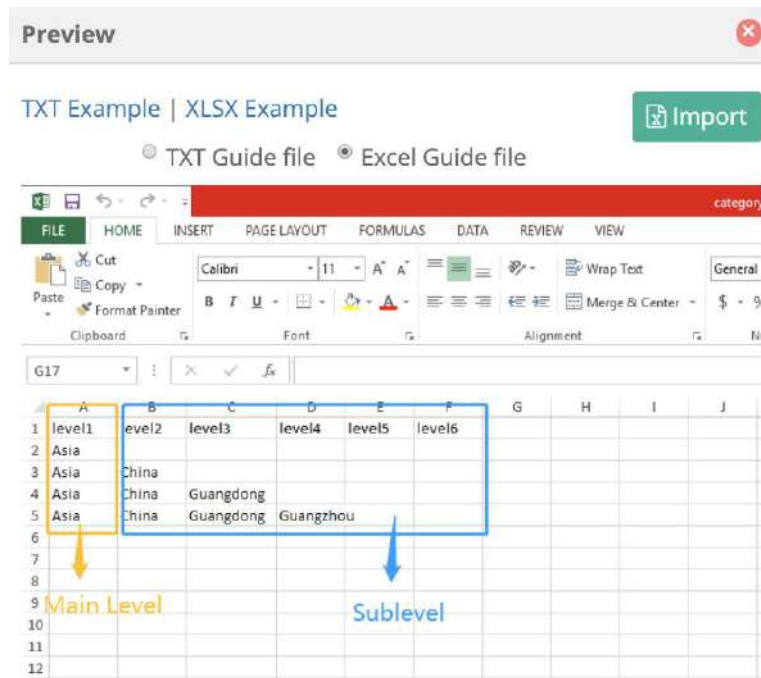 Preview
TXT Example | XLSX Example
Import
TXT Guide file Excel Guide file
category
FILE HOME INSERT PAGE LAYOUT FORMULAS DATA REVIEW VIEW
Cut
Calibri 11 Wrap Text General
Copy
Paste
Format Painter B I U Merge & Center $ %
Clipboard Font Alignment
G17 fx
A B C D E F G H I J
1 level1 level2 level3 level4 level5 level6
2 Asia
3 Asia China
4 Asia China Guangdong
5 Asia China Guangdong Guangzhou
6
7
8
9 Main Level Sublevel
10
11
12